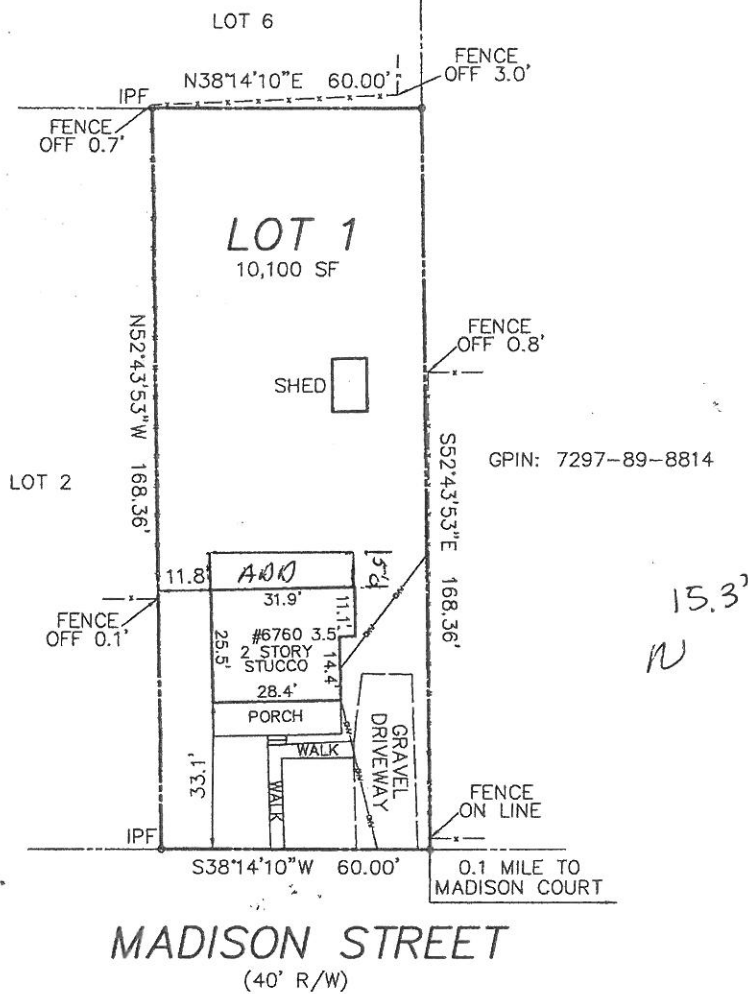 LOT 6
FENCE
OFF 3.0'
N38°14'10"E 60.00'
IPF
FENCE
OFF 0.7'
LOT 1
10,100 SF
N52°43'53"W 168.36'
FENCE
OFF 0.8'
SHED
S52°43'53"E 168.36'
GPIN: 7297-89-8814
LOT 2
11.8'
ADD
31.9'
11.1'
15.3'
N
FENCE
OFF 0.1'
25.5'
#6760 3.5'
2 STORY
STUCCO
14.4'
28.4'
PORCH
33.1'
WALK
WALK
GRAVEL
DRIVEWAY
OH
OH
OH
FENCE
ON LINE
IPF
S38°14'10"W 60.00'
0.1 MILE TO
MADISON COURT
MADISON STREET
(40' R/W)